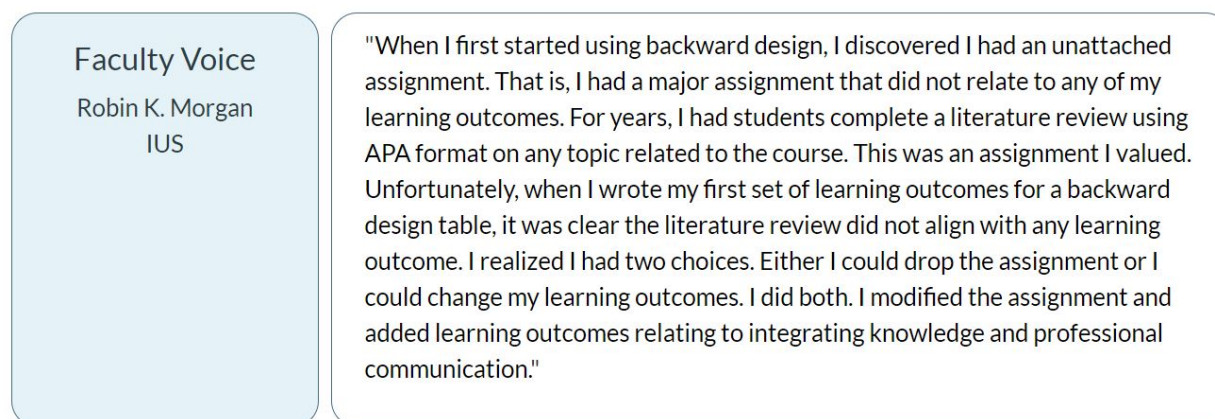 Faculty Voice
Robin K. Morgan
IUS
"When I first started using backward design, I discovered I had an unattached
assignment. That is, I had a major assignment that did not relate to any of my
learning outcomes. For years, I had students complete a literature review using
APA format on any topic related to the course. This was an assignment I valued.
Unfortunately, when I wrote my first set of learning outcomes for a backward
design table, it was clear the literature review did not align with any learning
outcome. I realized I had two choices. Either I could drop the assignment or I
could change my learning outcomes. I did both. I modified the assignment and
added learning outcomes relating to integrating knowledge and professional
communication."